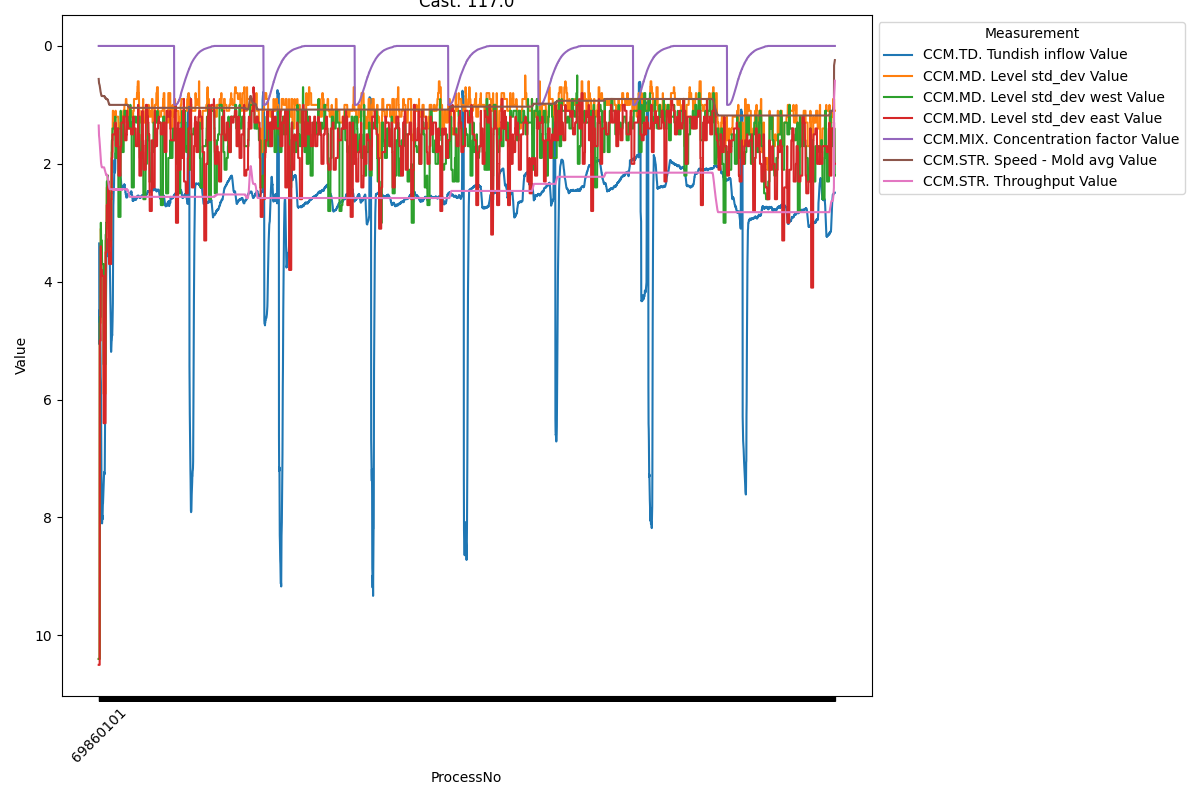 Cast: 117.0
0
2
4
6
8
10
Value
69860101
ProcessNo
Measurement
CCM.TD. Tundish inflow Value
CCM.MD. Level std_dev Value
CCM.MD. Level std_dev west Value
CCM.MD. Level std_dev east Value
CCM.MIX. Concentration factor Value
CCM.STR. Speed - Mold avg Value
CCM.STR. Throughput Value